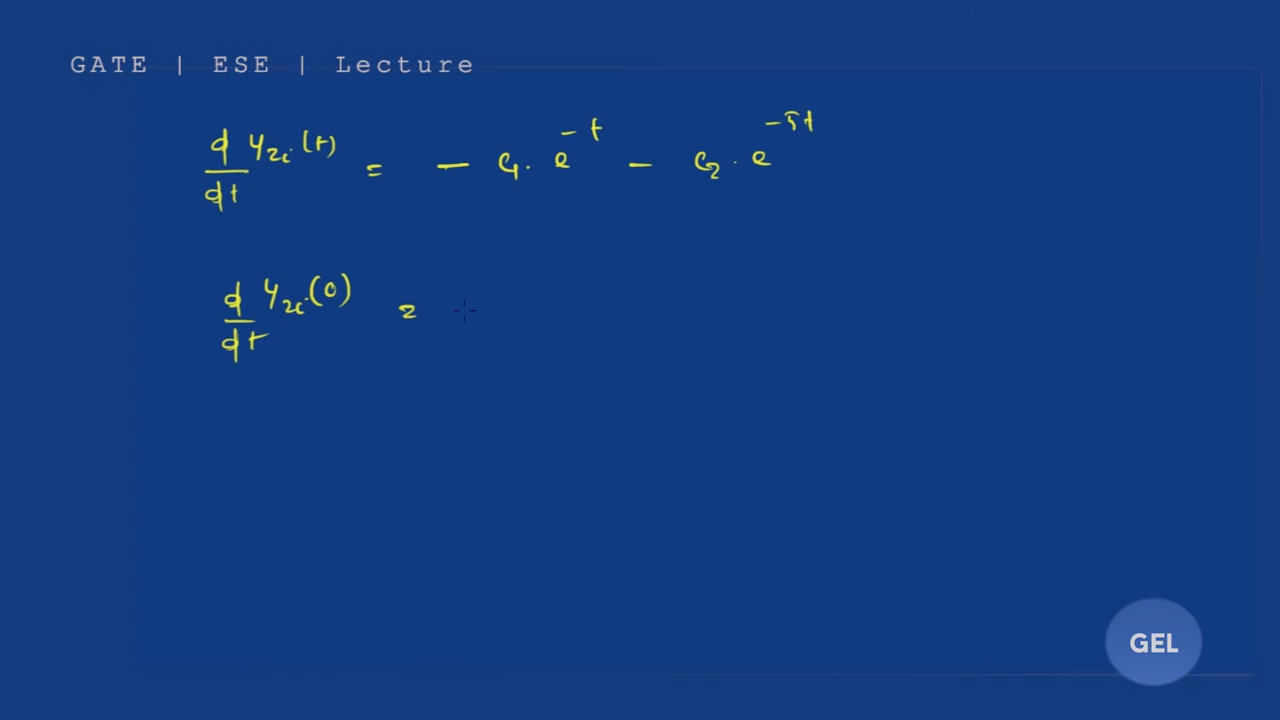 GATE | ESE | Lecture
d/dt y_zi(t) = - c₁ · e^(-t) - c₂ · e^(-5t)
d/dt y_zi(0) =
GEL